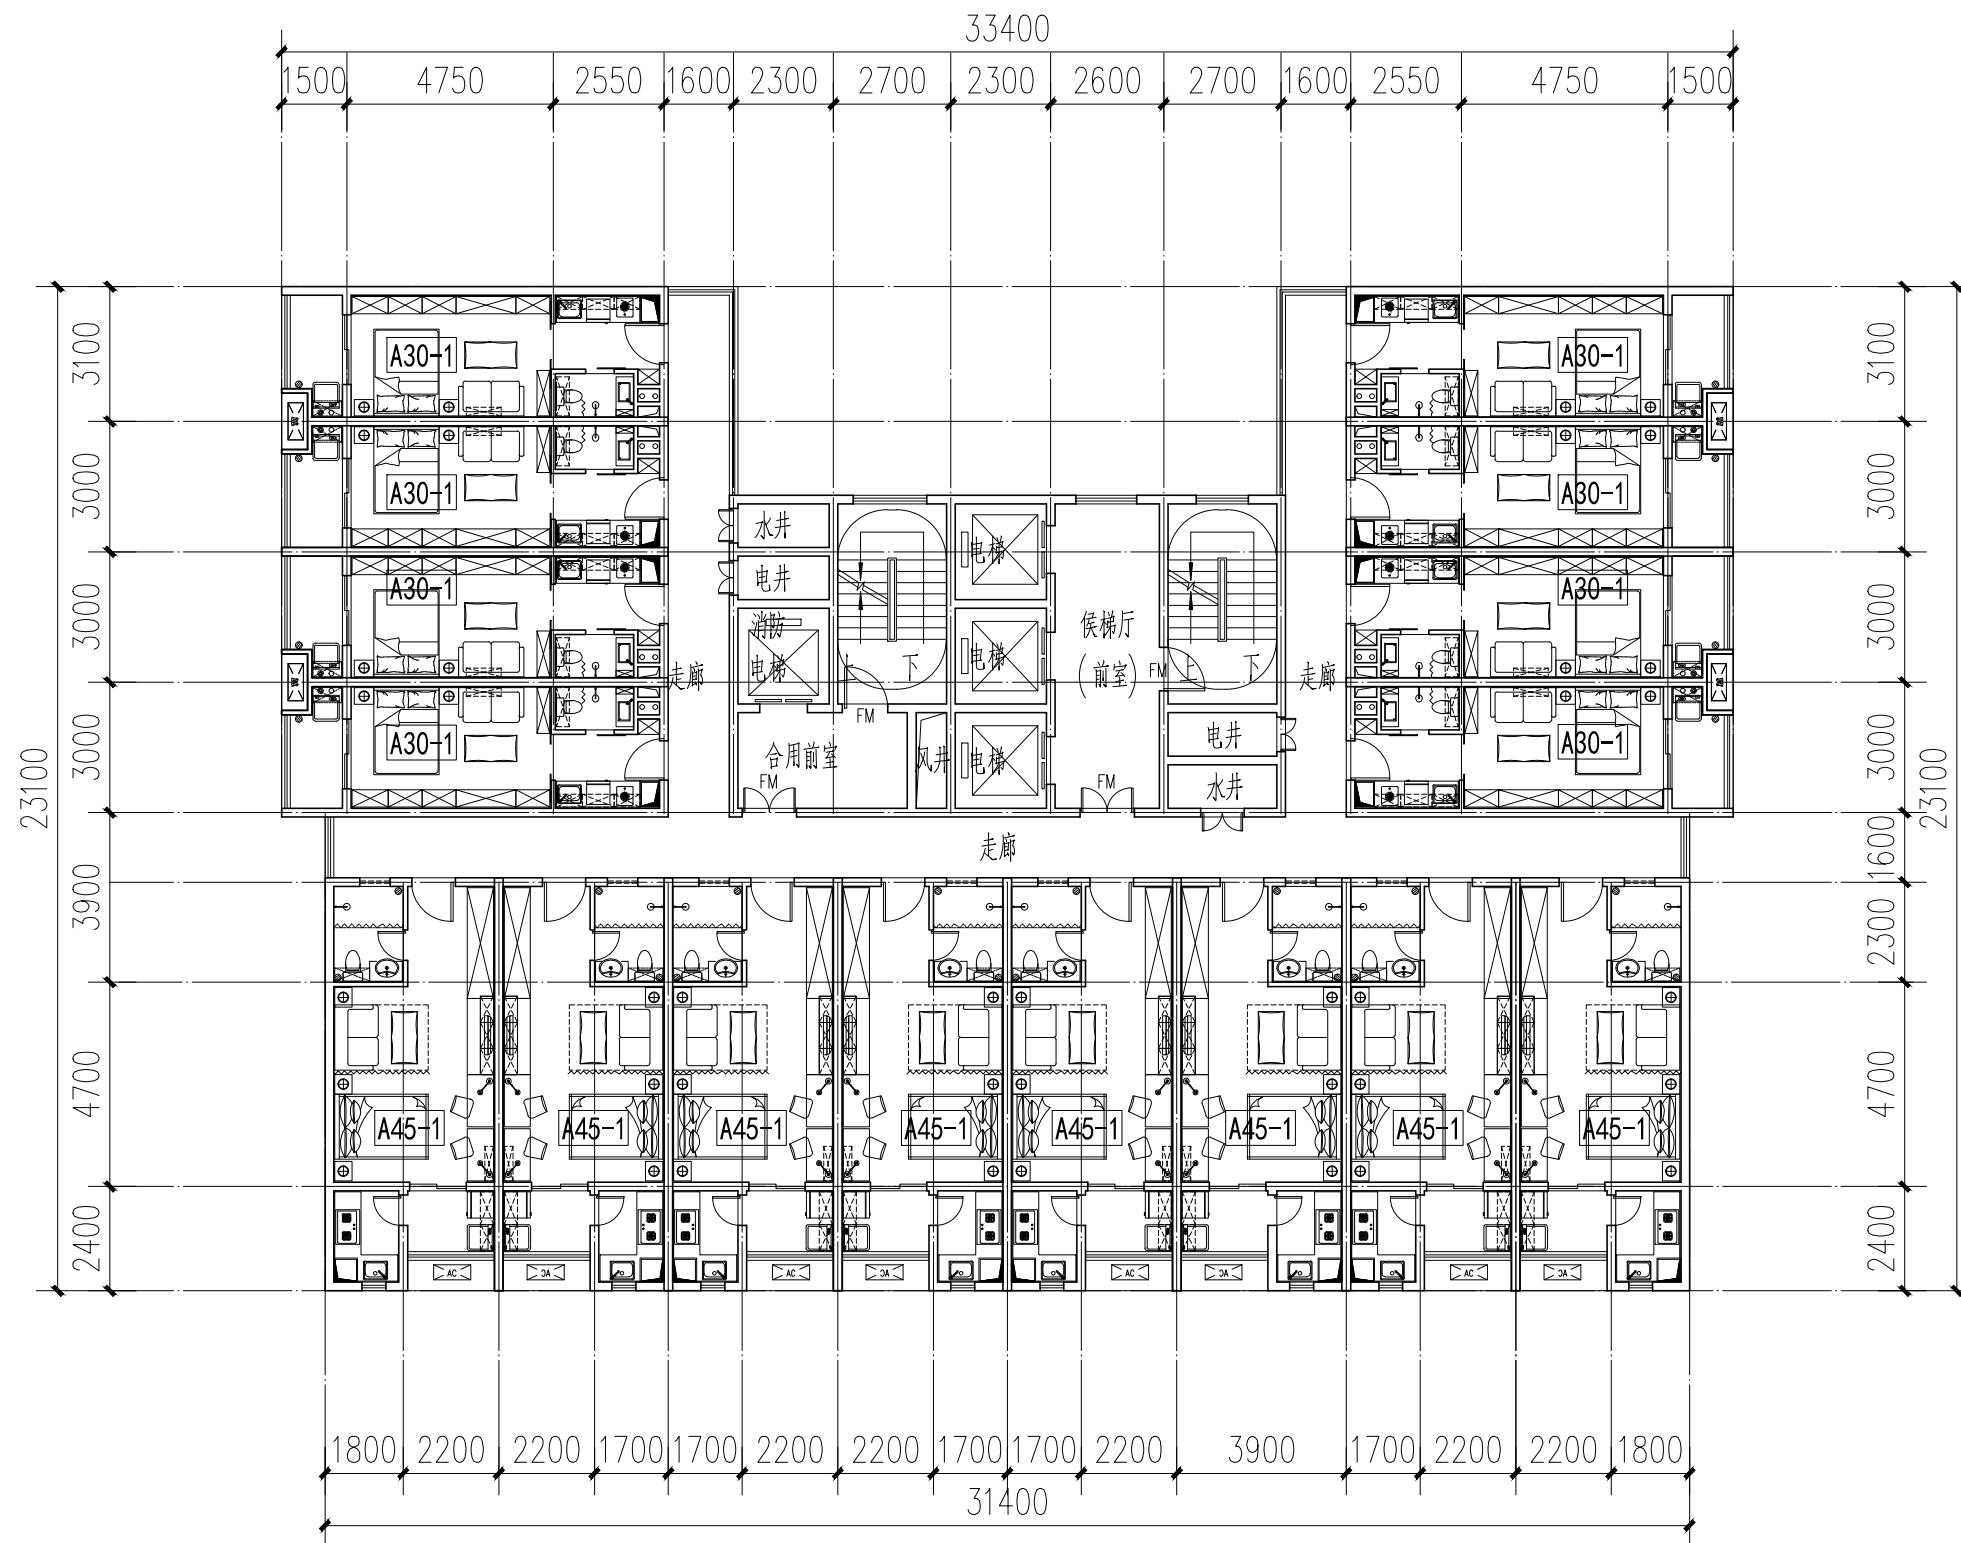 33400
1500 4750 2550 1600 2300 2700 2300 2600 2700 1600 2550 4750 1500
3100 A30-1 A30-1 3100
3000 A30-1 A30-1 3000
水井
电梯
电井
3000 A30-1 A30-1 3000
消防 侯梯厅
电梯 电梯
走廊 上 下 (前室) FM 上 下 走廊
FM
3000 A30-1 电井 A30-1 3000
合用前室 风井 电梯
FM FM 水井
23100 23100
走廊 1600
3900 2300
4700 4700
A45-1 A45-1 A45-1 A45-1 A45-1 A45-1 A45-1 A45-1
2400 2400
AC AC AC AC AC AC AC AC
1800 2200 2200 1700 1700 2200 2200 1700 1700 2200 3900 1700 2200 2200 1800
31400